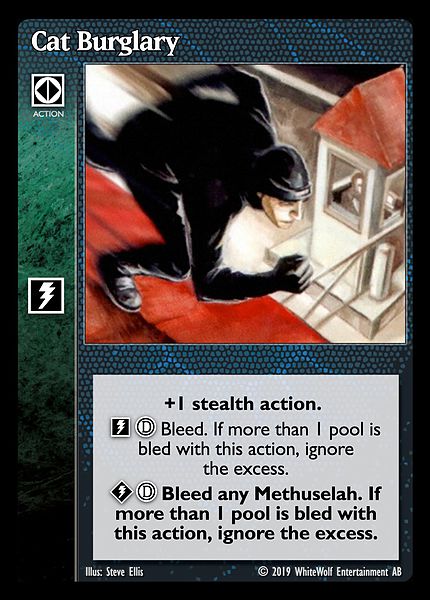 Cat Burglary
ACTION
+1 stealth action.
D Bleed. If more than 1 pool is
bled with this action, ignore
the excess.
D Bleed any Methuselah. If
more than 1 pool is bled with
this action, ignore the excess.
Illus: Steve Ellis © 2019 WhiteWolf Entertainment AB